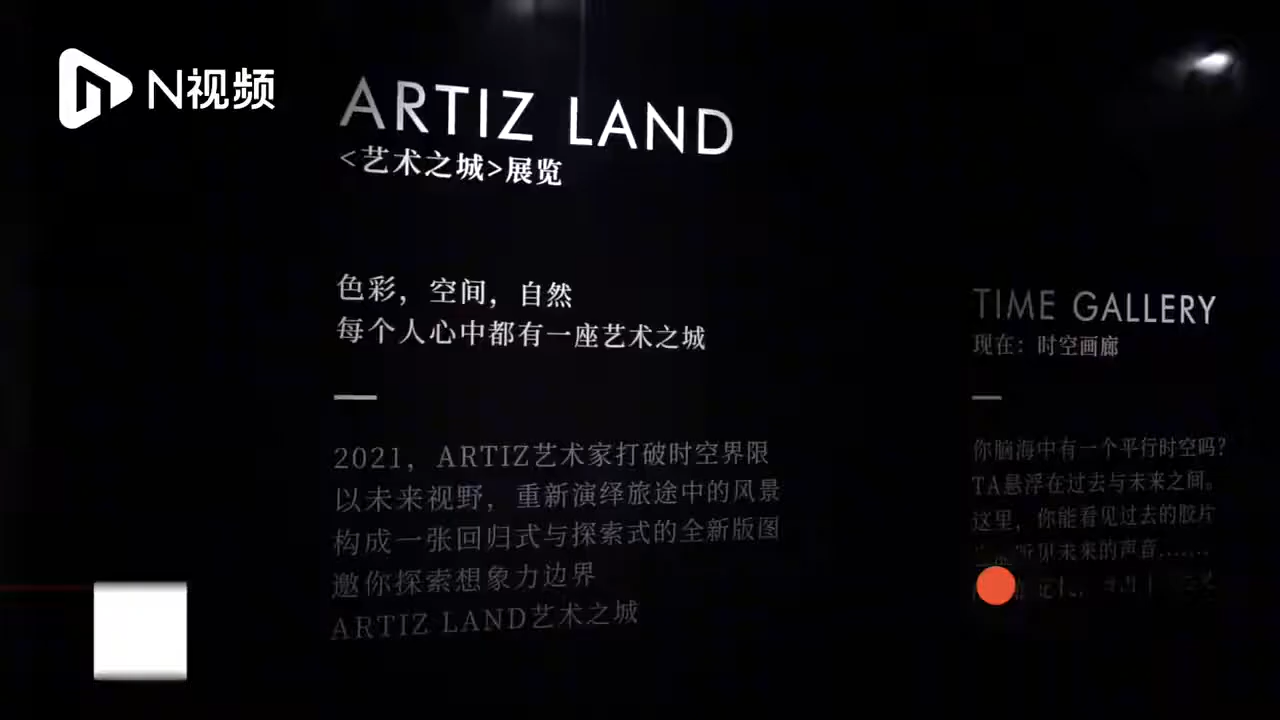 N视频
ARTIZ LAND
<艺术之城>展览
色彩，空间，自然
每个人心中都有一座艺术之城
2021，ARTIZ艺术家打破时空界限
以未来视野，重新演绎旅途中的风景
构成一张回归式与探索式的全新版图
邀你探索想象力边界
ARTIZ LAND艺术之城
TIME GALLERY
现在：时空画廊
你脑海中有一个平行时空吗？
TA悬浮在过去与未来之间。
这里，你能看见过去的胶片
听见未来的声音……